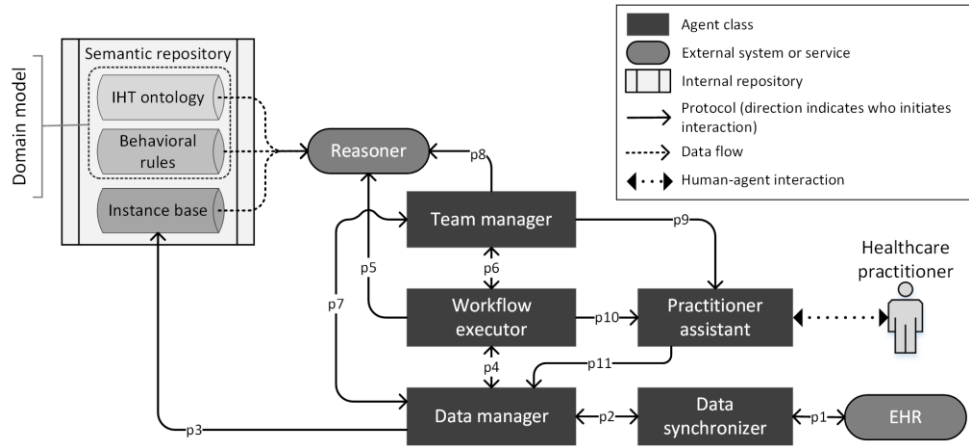 Semantic repository
IHT ontology
Behavioral
rules
Instance base
Domain model
Reasoner
p8
Team manager
p9
p5
p6
p7
Workflow
executor
p10
Practitioner
assistant
Healthcare
practitioner
p4
p11
p3
Data manager
p2
Data
synchronizer
p1
EHR
Agent class
External system or service
Internal repository
Protocol (direction indicates who initiates
interaction)
Data flow
Human-agent interaction